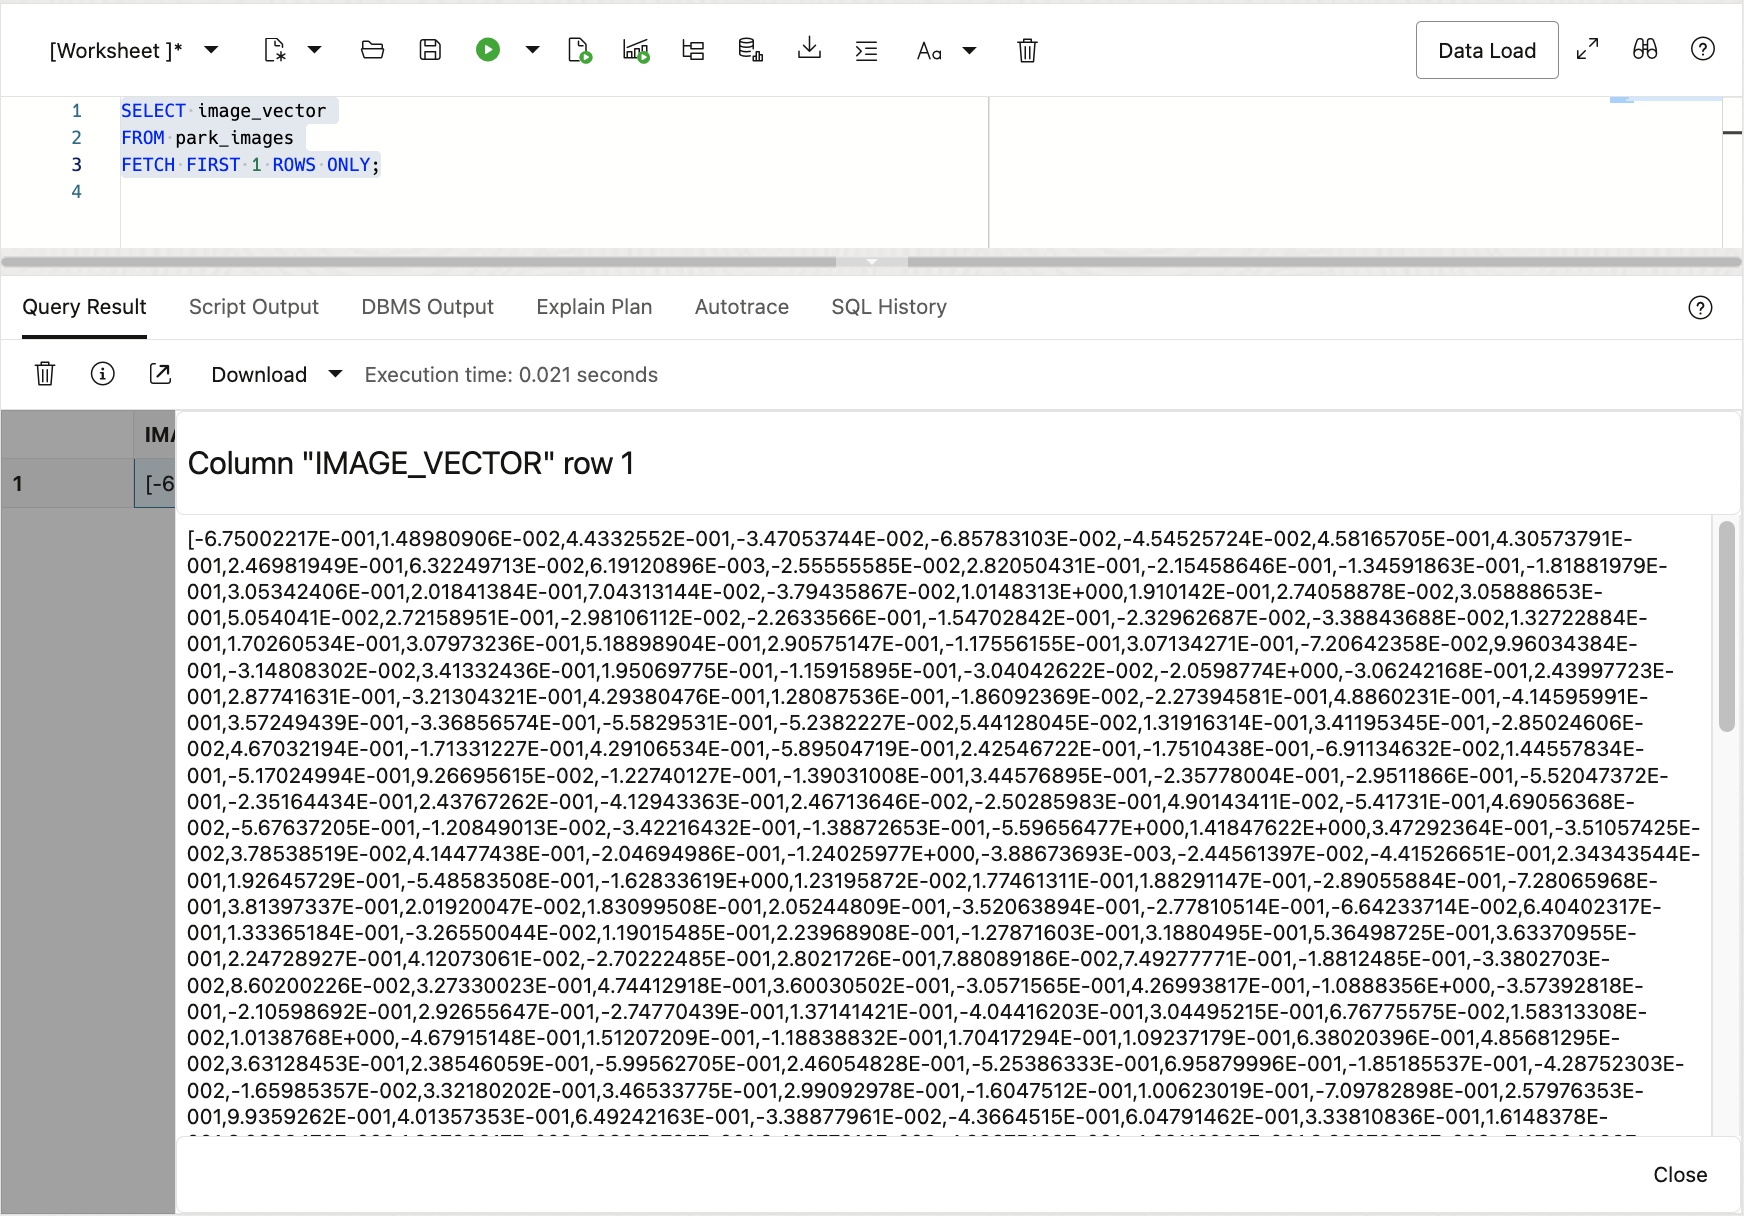 [Worksheet ]*
Aa
Data Load
1 SELECT image_vector
2 FROM park_images
3 FETCH FIRST 1 ROWS ONLY;
4
Query Result Script Output DBMS Output Explain Plan Autotrace SQL History
Download Execution time: 0.021 seconds
IMA
1 [-6
Column "IMAGE_VECTOR" row 1
[-6.75002217E-001,1.48980906E-002,4.4332552E-001,-3.47053744E-002,-6.85783103E-002,-4.54525724E-002,4.58165705E-001,4.30573791E-
001,2.46981949E-001,6.32249713E-002,6.19120896E-003,-2.55555585E-002,2.82050431E-001,-2.15458646E-001,-1.34591863E-001,-1.81881979E-
001,3.05342406E-001,2.01841384E-001,7.04313144E-002,-3.79435867E-002,1.0148313E+000,1.910142E-001,2.74058878E-002,3.05888653E-
001,5.054041E-002,2.72158951E-001,-2.98106112E-002,-2.2633566E-001,-1.54702842E-001,-2.32962687E-002,-3.38843688E-002,1.32722884E-
001,1.70260534E-001,3.07973236E-001,5.18898904E-001,2.90575147E-001,-1.17556155E-001,3.07134271E-001,-7.20642358E-002,9.96034384E-
001,-3.14808302E-002,3.41332436E-001,1.95069775E-001,-1.15915895E-001,-3.04042622E-002,-2.0598774E+000,-3.06242168E-001,2.43997723E-
001,2.87741631E-001,-3.21304321E-001,4.29380476E-001,1.28087536E-001,-1.86092369E-002,-2.27394581E-001,4.8860231E-001,-4.14595991E-
001,3.57249439E-001,-3.36856574E-001,-5.5829531E-001,-5.2382227E-002,5.44128045E-002,1.31916314E-001,3.41195345E-001,-2.85024606E-
002,4.67032194E-001,-1.71331227E-001,4.29106534E-001,-5.89504719E-001,2.42546722E-001,-1.7510438E-001,-6.91134632E-002,1.44557834E-
001,-5.17024994E-001,9.26695615E-002,-1.22740127E-001,-1.39031008E-001,3.44576895E-001,-2.35778004E-001,-2.9511866E-001,-5.52047372E-
001,-2.35164434E-001,2.43767262E-001,-4.12943363E-001,2.46713646E-002,-2.50285983E-001,4.90143411E-002,-5.41731E-001,4.69056368E-
002,-5.67637205E-001,-1.20849013E-002,-3.42216432E-001,-1.38872653E-001,-5.59656477E+000,1.41847622E+000,3.47292364E-001,-3.51057425E-
002,3.78538519E-002,4.14477438E-001,-2.04694986E-001,-1.24025977E+000,-3.88673693E-003,-2.44561397E-002,-4.41526651E-001,2.34343544E-
001,1.92645729E-001,-5.48583508E-001,-1.62833619E+000,1.23195872E-002,1.77461311E-001,1.88291147E-001,-2.89055884E-001,-7.28065968E-
001,3.81397337E-001,2.01920047E-002,1.83099508E-001,2.05244809E-001,-3.52063894E-001,-2.77810514E-001,-6.64233714E-002,6.40402317E-
001,1.33365184E-001,-3.26550044E-002,1.19015485E-001,2.23968908E-001,-1.27871603E-001,3.1880495E-001,5.36498725E-001,3.63370955E-
001,2.24728927E-001,4.12073061E-002,-2.70222485E-001,2.8021726E-001,7.88089186E-002,7.49277771E-001,-1.8812485E-001,-3.3802703E-
002,8.60200226E-002,3.27330023E-001,4.74412918E-001,3.60030502E-001,-3.0571565E-001,4.26993817E-001,-1.0888356E+000,-3.57392818E-
001,-2.10598692E-001,2.92655647E-001,-2.74770439E-001,1.37141421E-001,-4.04416203E-001,3.04495215E-001,6.76775575E-002,1.58313308E-
002,1.0138768E+000,-4.67915148E-001,1.51207209E-001,-1.18838832E-001,1.70417294E-001,1.09237179E-001,6.38020396E-001,4.85681295E-
002,3.63128453E-001,2.38546059E-001,-5.99562705E-001,2.46054828E-001,-5.25386333E-001,6.95879996E-001,-1.85185537E-001,-4.28752303E-
002,-1.65985357E-002,3.32180202E-001,3.46533775E-001,2.99092978E-001,-1.6047512E-001,1.00623019E-001,-7.09782898E-001,2.57976353E-
001,9.9359262E-001,4.01357353E-001,6.49242163E-001,-3.38877961E-002,-4.3664515E-001,6.04791462E-001,3.33810836E-001,1.6148378E-
Close